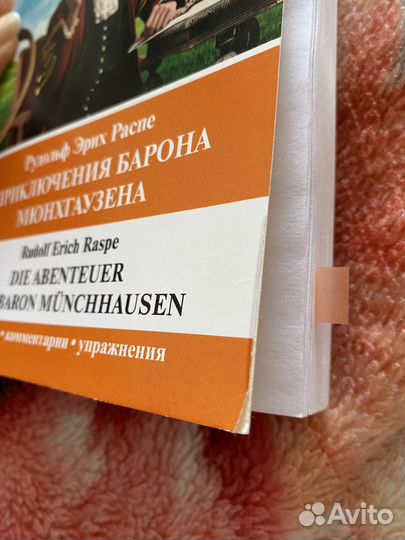 Рудольф Эрих Распе
ПРИКЛЮЧЕНИЯ БАРОНА
МЮНХГАУЗЕНА
Rudolf Erich Raspe
DIE ABENTEUER
BARON MÜNCHHAUSEN
• комментарии • упражнения
Avito